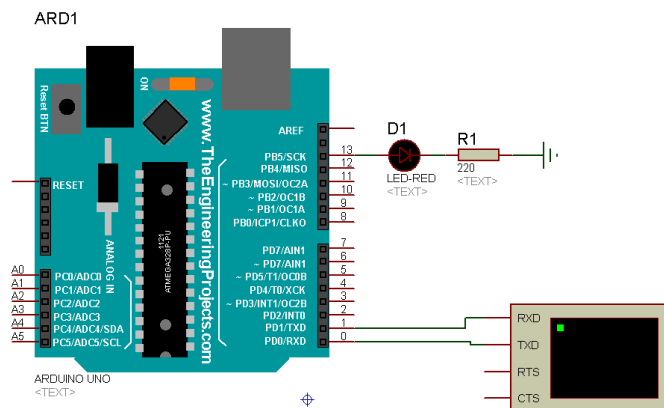 ARD1
ON
Reset BTN
www.TheEngineeringProjects.com
1121
ATMEGA328P-PU
ANALOG IN
RESET
AREF
PB5/SCK 13
PB4/MISO 12
~ PB3/MOSI/OC2A 11
~ PB2/OC1B 10
~ PB1/OC1A 9
PB0/ICP1/CLKO 8
PD7/AIN1 7
~ PD7/AIN1 6
~ PD5/T1/OC0B 5
PD4/T0/XCK 4
~ PD3/INT1/OC2B 3
PD2/INT0 2
PD1/TXD 1
PD0/RXD 0
A0 PC0/ADC0
A1 PC1/ADC1
A2 PC2/ADC2
A3 PC3/ADC3
A4 PC4/ADC4/SDA
A5 PC5/ADC5/SCL
ARDUINO UNO
<TEXT>
D1
LED-RED
<TEXT>
R1
220
<TEXT>
RXD
TXD
RTS
CTS